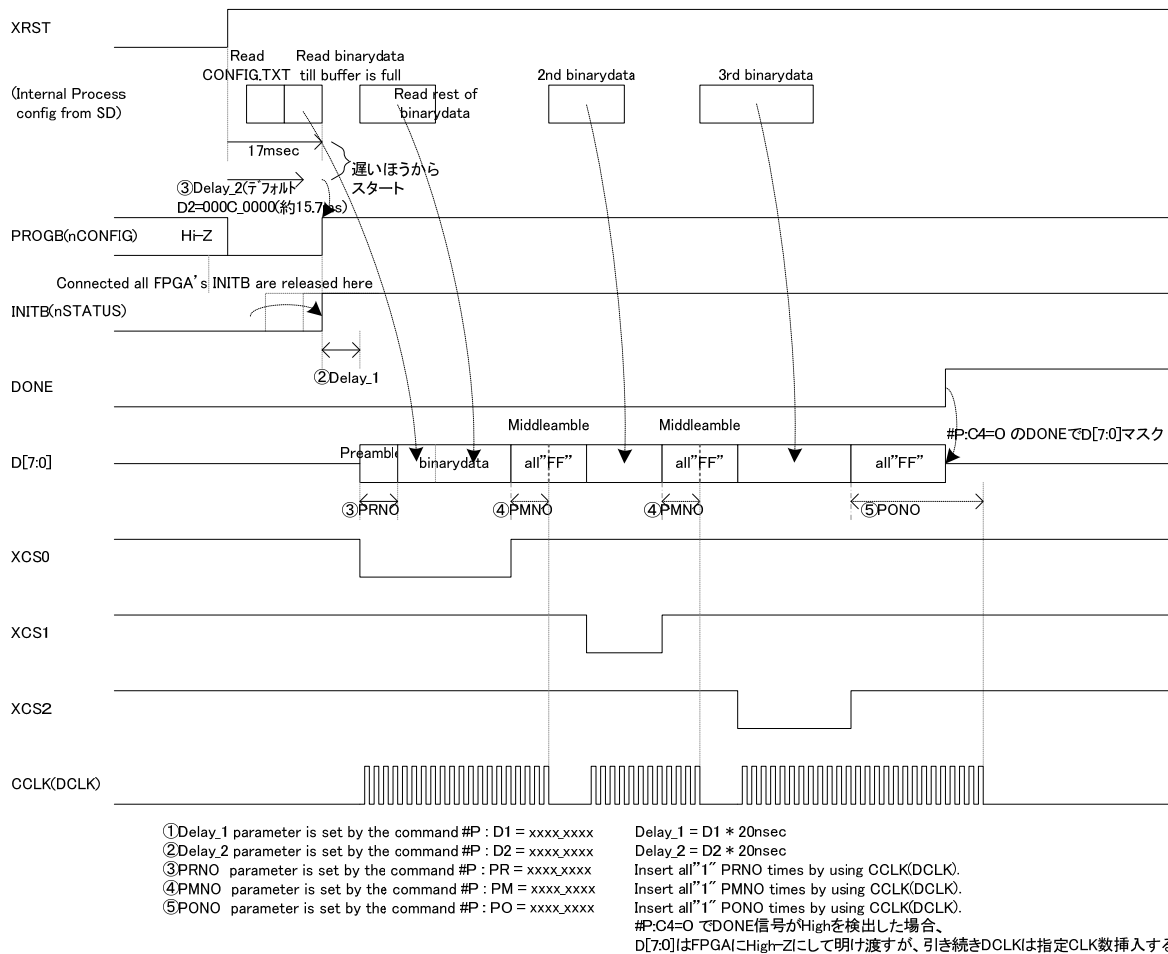 XRST
Read
CONFIG.TXT
Read binarydata
till buffer is full
2nd binarydata
3rd binarydata
(Internal Process
config from SD)
Read rest of
binarydata
17msec
遅いほうから
スタート
③Delay_2(デフォルト
D2=000C_0000(約15.7ms)
PROGB(nCONFIG)
Hi-Z
Connected all FPGA's INITB are released here
INITB(nSTATUS)
②Delay_1
DONE
Middleamble
Middleamble
#P:C4=0 のDONEでD[7:0]マスク
D[7:0]
Preamble
binarydata
all"FF"
all"FF"
all"FF"
③PRNO
④PMNO
④PMNO
⑤PONO
XCS0
XCS1
XCS2
CCLK(DCLK)
①Delay_1 parameter is set by the command #P : D1 = xxxx_xxxx Delay_1 = D1 * 20nsec
②Delay_2 parameter is set by the command #P : D2 = xxxx_xxxx Delay_2 = D2 * 20nsec
③PRNO parameter is set by the command #P : PR = xxxx_xxxx Insert all"1" PRNO times by using CCLK(DCLK).
④PMNO parameter is set by the command #P : PM = xxxx_xxxx Insert all"1" PMNO times by using CCLK(DCLK).
⑤PONO parameter is set by the command #P : PO = xxxx_xxxx Insert all"1" PONO times by using CCLK(DCLK).
#P:C4=0 でDONE信号がHighを検出した場合、
D[7:0]はFPGAにHigh-Zにして明け渡すが、引き続きDCLKは指定CLK数挿入する